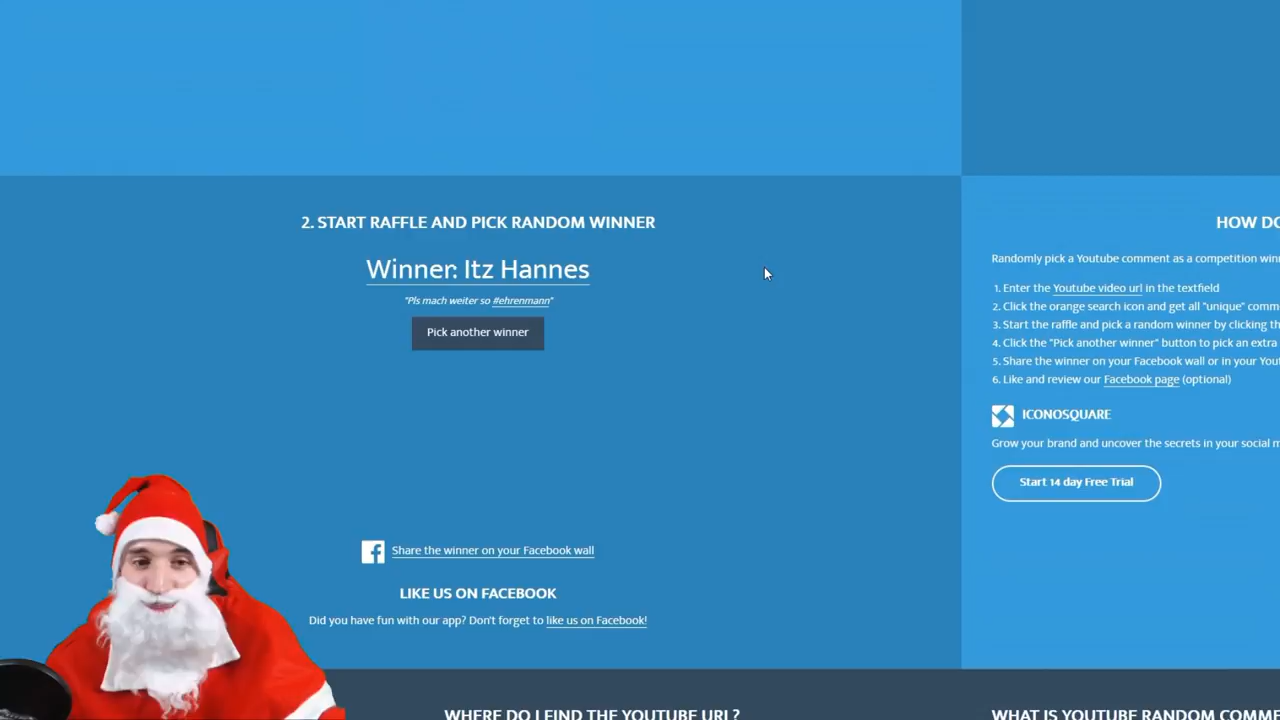 2. START RAFFLE AND PICK RANDOM WINNER
Winner: Itz Hannes
"Pls mach weiter so #ehrenmann"
Pick another winner
Share the winner on your Facebook wall
LIKE US ON FACEBOOK
Did you have fun with our app? Don't forget to like us on Facebook!
WHERE DO I FIND THE YOUTUBE URL?
HOW DO
Randomly pick a Youtube comment as a competition win
1. Enter the Youtube video url in the textfield
2. Click the orange search icon and get all "unique" comm
3. Start the raffle and pick a random winner by clicking th
4. Click the "Pick another winner" button to pick an extra
5. Share the winner on your Facebook wall or in your You
6. Like and review our Facebook page (optional)
ICONOSQUARE
Grow your brand and uncover the secrets in your social m
Start 14 day Free Trial
WHAT IS YOUTUBE RANDOM COMME